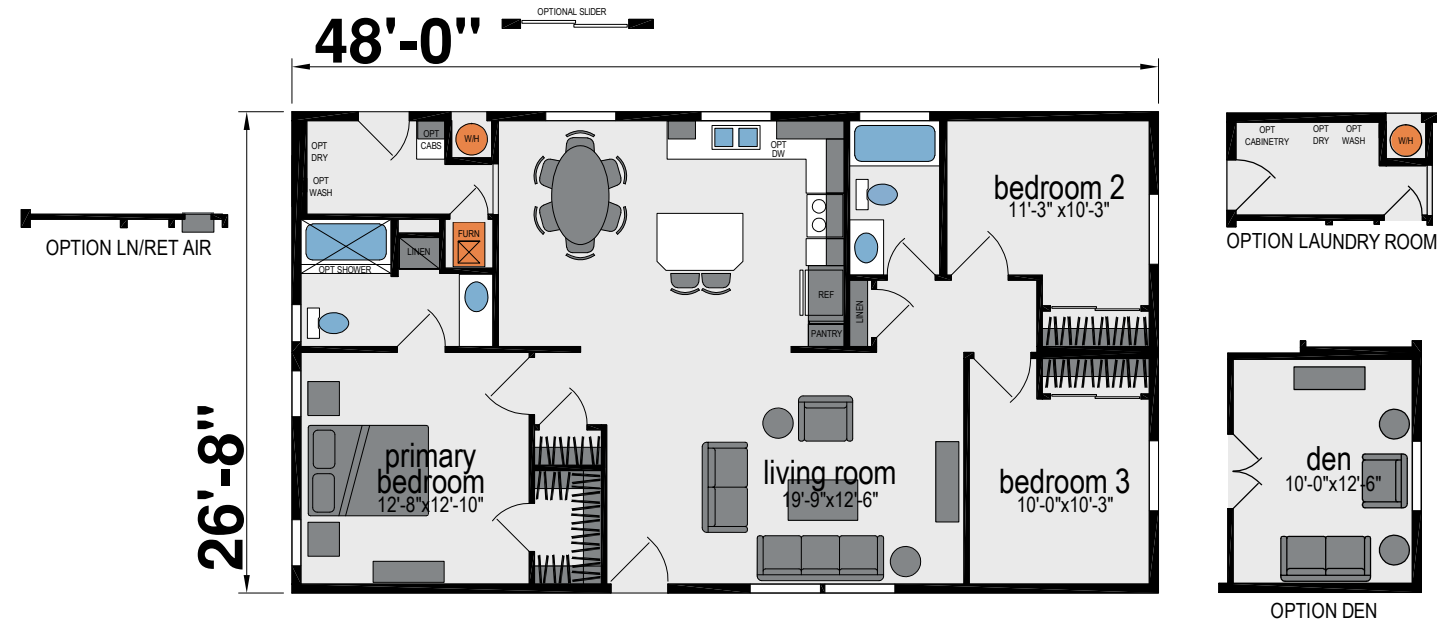 OPTIONAL SLIDER
48'-0"
26'-8"
OPT
DRY
OPT
WASH
OPT
CABS
W/H
FURN
LINEN
OPT SHOWER
OPT
DW
REF
PANTRY
LINEN
bedroom 2
11'-3" x10'-3"
primary
bedroom
12'-8"x12'-10"
living room
19'-9"x12'-6"
bedroom 3
10'-0"x10'-3"
OPTION LN/RET AIR
OPT
CABINETRY
OPT
DRY
OPT
WASH
W/H
OPTION LAUNDRY ROOM
den
10'-0"x12'-6"
OPTION DEN